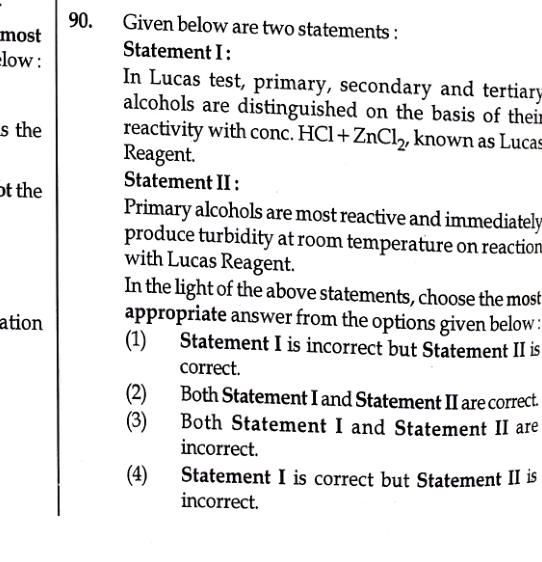 most
low :
s the
ot the
ation
90. Given below are two statements :
Statement I :
In Lucas test, primary, secondary and tertiary
alcohols are distinguished on the basis of their
reactivity with conc. HCl + ZnCl₂, known as Lucas
Reagent.
Statement II :
Primary alcohols are most reactive and immediately
produce turbidity at room temperature on reaction
with Lucas Reagent.
In the light of the above statements, choose the most
appropriate answer from the options given below :
(1) Statement I is incorrect but Statement II is
correct.
(2) Both Statement I and Statement II are correct.
(3) Both Statement I and Statement II are
incorrect.
(4) Statement I is correct but Statement II is
incorrect.